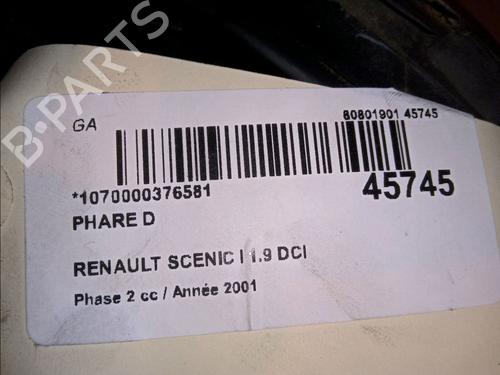 GA
80801901 45745
*1070000376581
45745
PHARE D
RENAULT SCENIC I 1.9 DCI
Phase 2 cc / Année 2001
B-PARTS